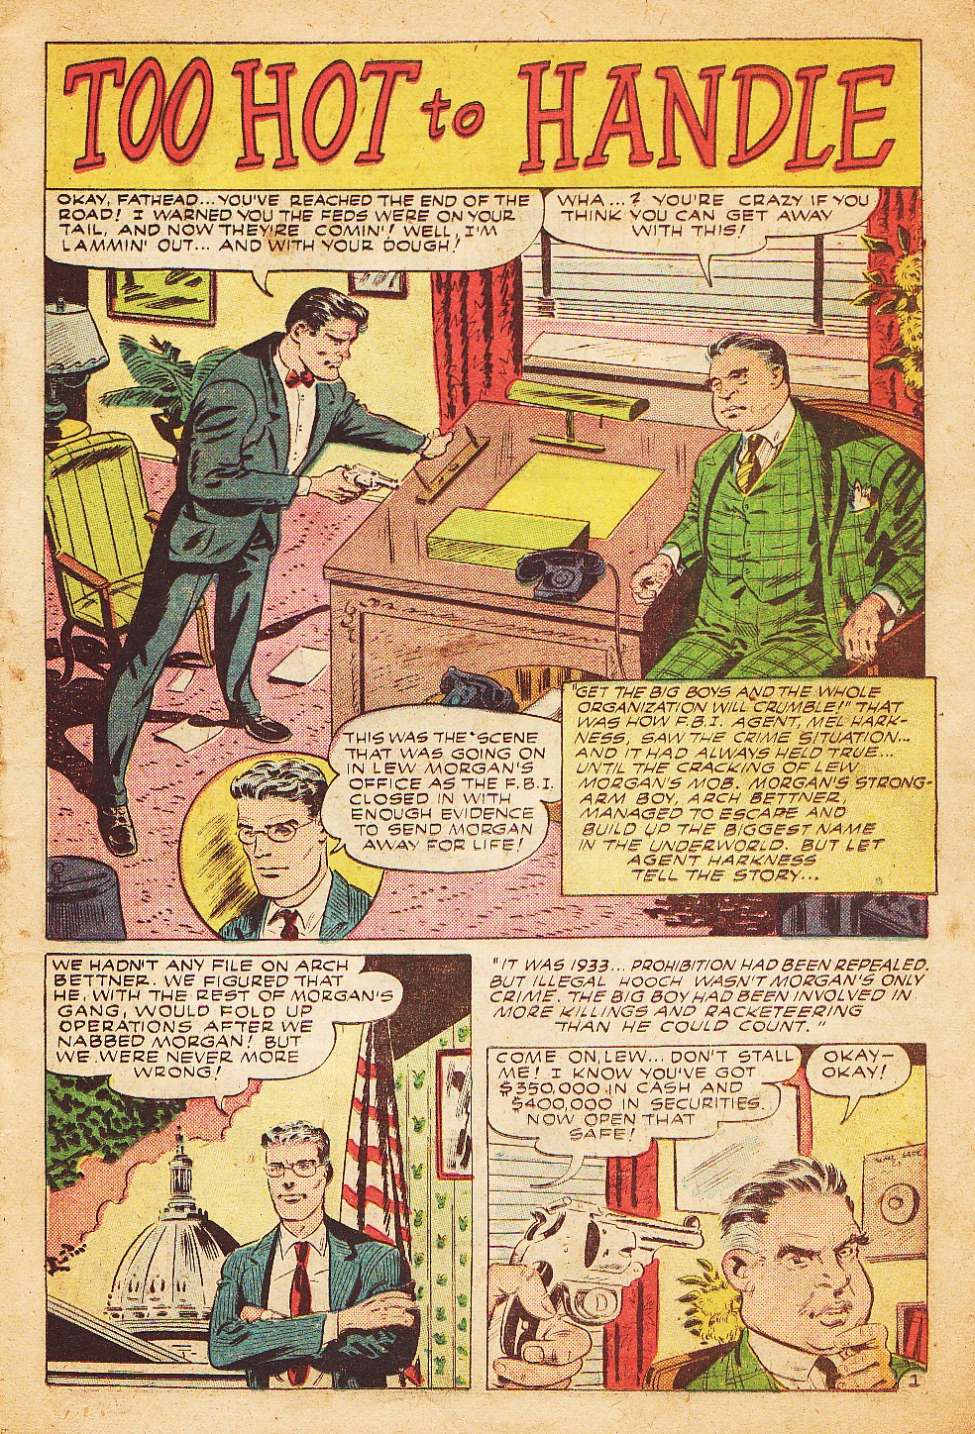 TOO HOT to HANDLE
OKAY, FATHEAD... YOU'VE REACHED THE END OF THE
ROAD! I WARNED YOU THE FEDS WERE ON YOUR
TAIL, AND NOW THEY'RE COMIN'! WELL, I'M
LAMMIN' OUT... AND WITH YOUR DOUGH!
WHA...? YOU'RE CRAZY IF YOU
THINK YOU CAN GET AWAY
WITH THIS!
THIS WAS THE SCENE
THAT WAS GOING ON
IN LEW MORGAN'S
OFFICE AS THE F.B.I.
CLOSED IN WITH
ENOUGH EVIDENCE
TO SEND MORGAN
AWAY FOR LIFE!
"GET THE BIG BOYS AND THE WHOLE
ORGANIZATION WILL CRUMBLE!" THAT
WAS HOW F.B.I. AGENT, MEL HARK-
NESS, SAW THE CRIME SITUATION...
AND IT HAD ALWAYS HELD TRUE...
UNTIL THE CRACKING OF LEW
MORGAN'S MOB. MORGAN'S STRONG-
ARM BOY, ARCH BETTNER,
MANAGED TO ESCAPE AND
BUILD UP THE BIGGEST NAME
IN THE UNDERWORLD. BUT LET
AGENT HARKNESS
TELL THE STORY...
WE HADN'T ANY FILE ON ARCH
BETTNER. WE FIGURED THAT
HE, WITH THE REST OF MORGAN'S
GANG, WOULD FOLD UP
OPERATIONS AFTER WE
NABBED MORGAN! BUT
WE WERE NEVER MORE
WRONG!
"IT WAS 1933... PROHIBITION HAD BEEN REPEALED.
BUT ILLEGAL HOOCH WASN'T MORGAN'S ONLY
CRIME. THE BIG BOY HAD BEEN INVOLVED IN
MORE KILLINGS AND RACKETEERING
THAN HE COULD COUNT."
COME ON, LEW... DON'T STALL
ME! I KNOW YOU'VE GOT
$350,000 IN CASH AND
$400,000 IN SECURITIES.
NOW OPEN THAT
SAFE!
OKAY-
OKAY!
WALL SAFE
1